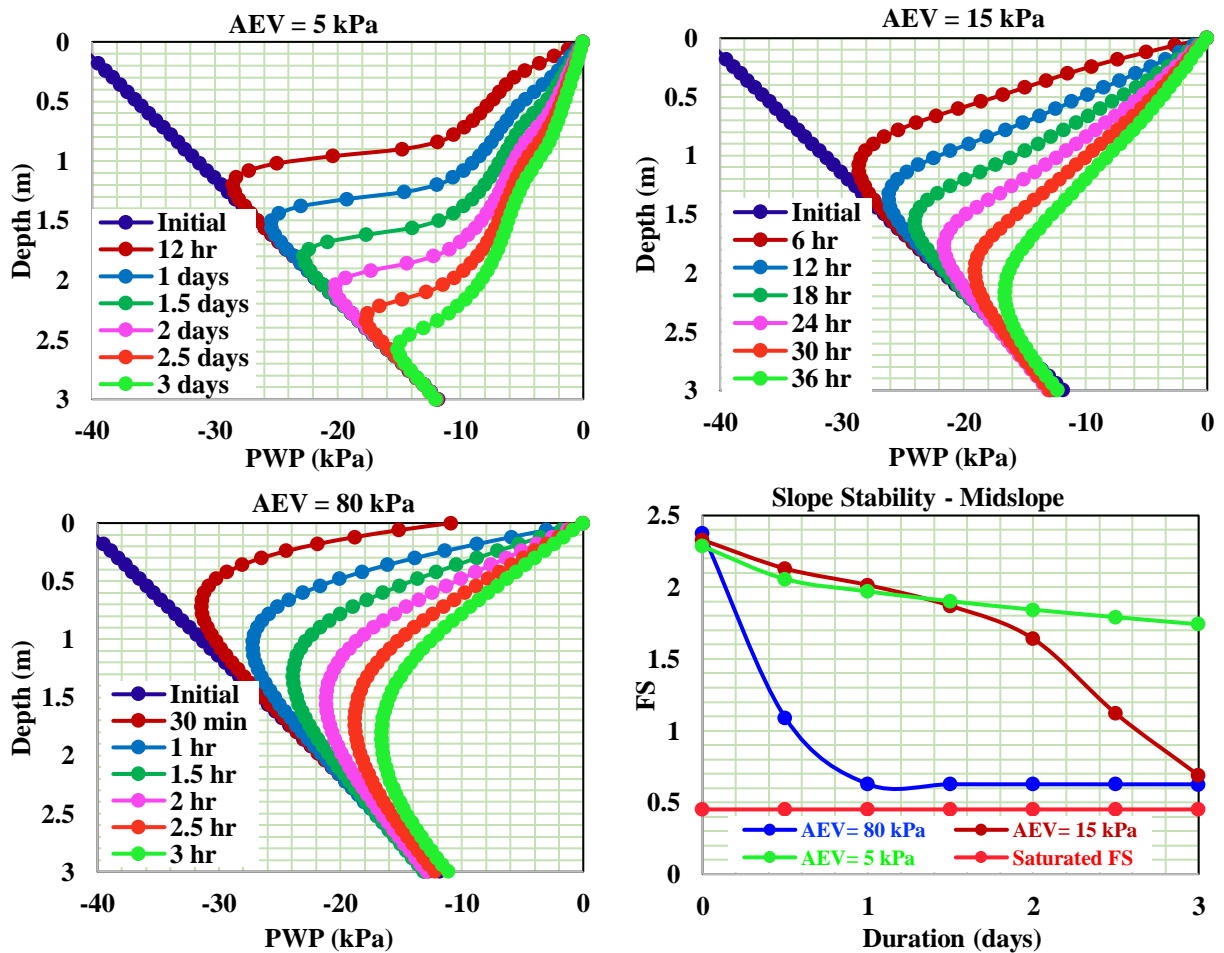 AEV = 5 kPa
0
0.5
1
1.5
2
2.5
3
Depth (m)
Initial
12 hr
1 days
1.5 days
2 days
2.5 days
3 days
-40 -30 -20 -10 0
PWP (kPa)
AEV = 15 kPa
0
0.5
1
1.5
2
2.5
3
Depth (m)
Initial
6 hr
12 hr
18 hr
24 hr
30 hr
36 hr
-40 -30 -20 -10 0
PWP (kPa)
AEV = 80 kPa
0
0.5
1
1.5
2
2.5
3
Depth (m)
Initial
30 min
1 hr
1.5 hr
2 hr
2.5 hr
3 hr
-40 -30 -20 -10 0
PWP (kPa)
Slope Stability - Midslope
2.5
2
1.5
1
0.5
0
FS
AEV= 80 kPa AEV= 15 kPa
AEV= 5 kPa Saturated FS
0 1 2 3
Duration (days)